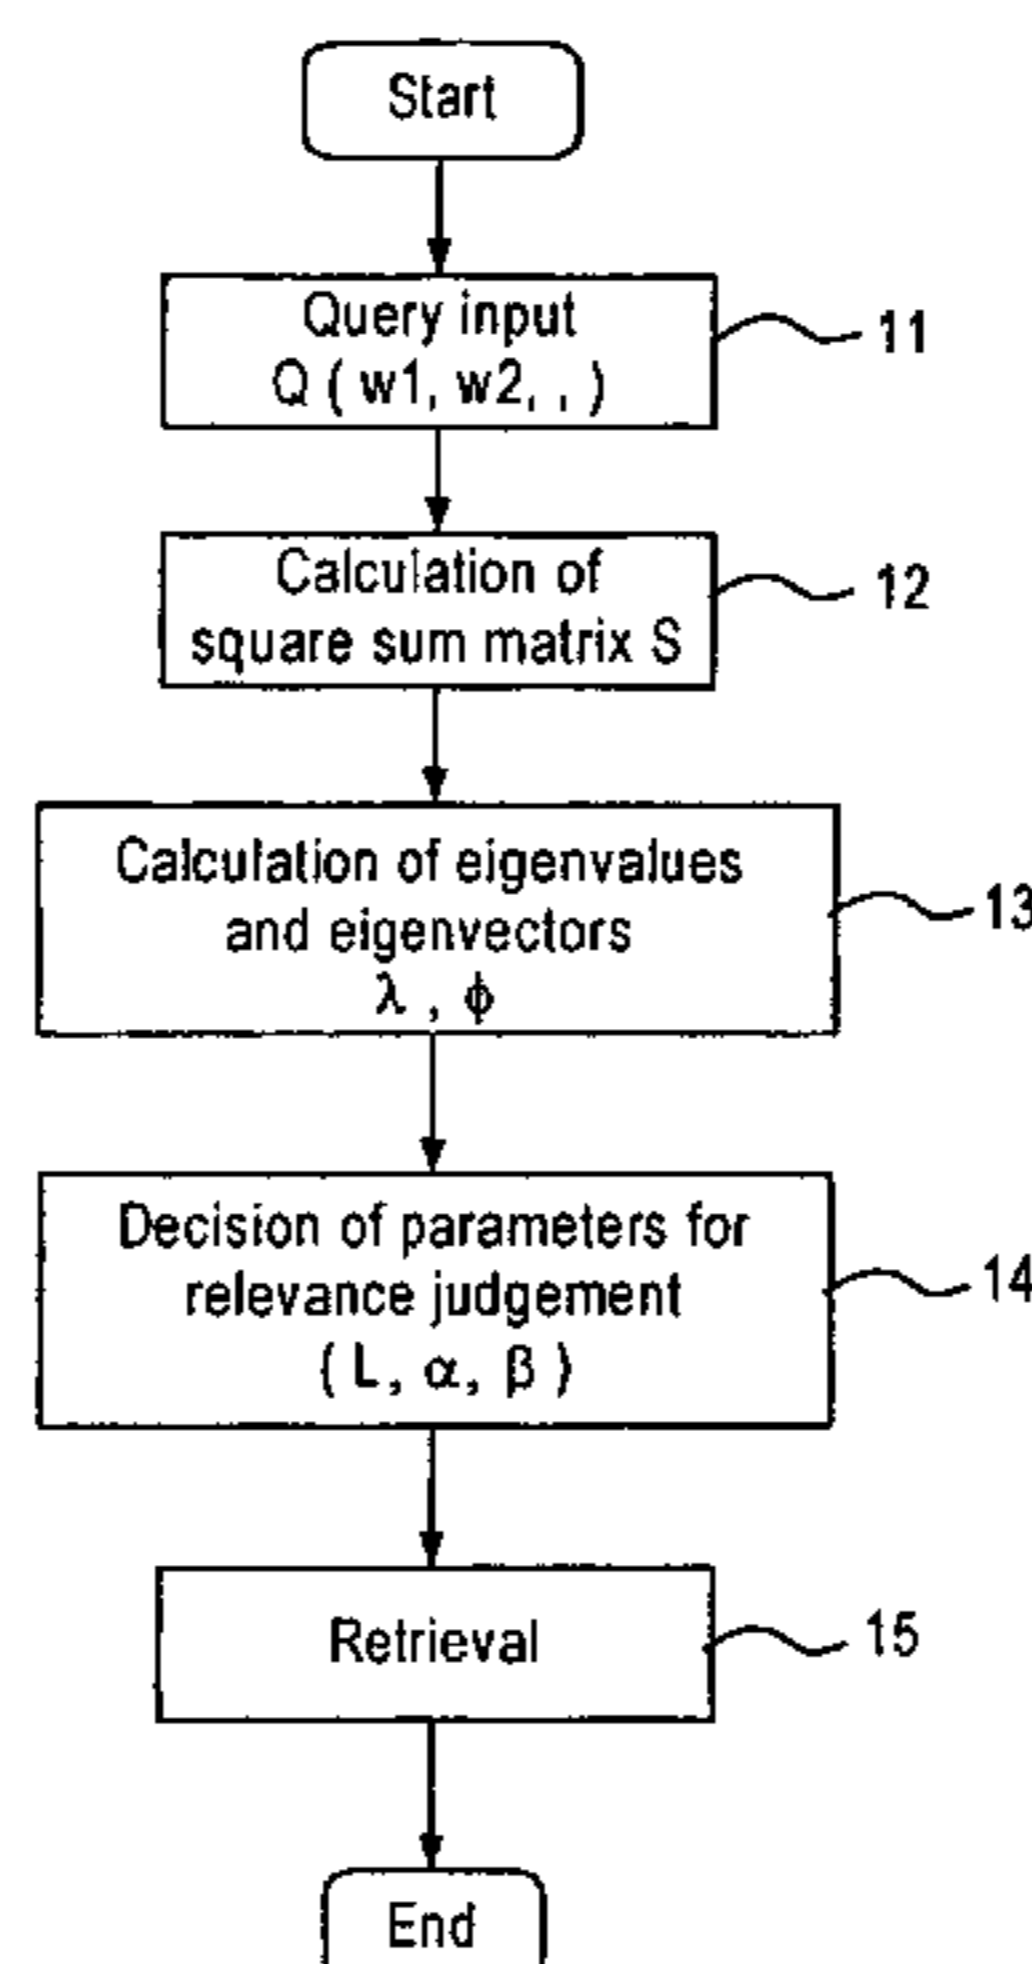 Start
Query input
Q ( w1, w2, , )
11
Calculation of
square sum matrix S
12
Calculation of eigenvalues
and eigenvectors
λ , ϕ
13
Decision of parameters for
relevance judgement
( L, α, β )
14
Retrieval
15
End